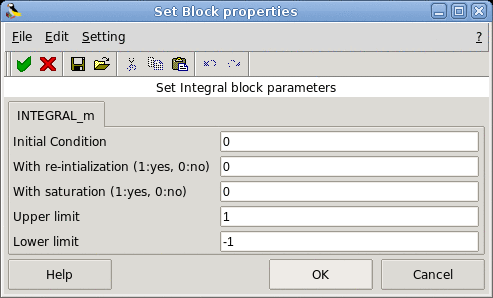 Set Block properties
File Edit Setting ?
Set Integral block parameters
INTEGRAL_m
Initial Condition 0
With re-intialization (1:yes, 0:no) 0
With saturation (1:yes, 0:no) 0
Upper limit 1
Lower limit -1
Help OK Cancel